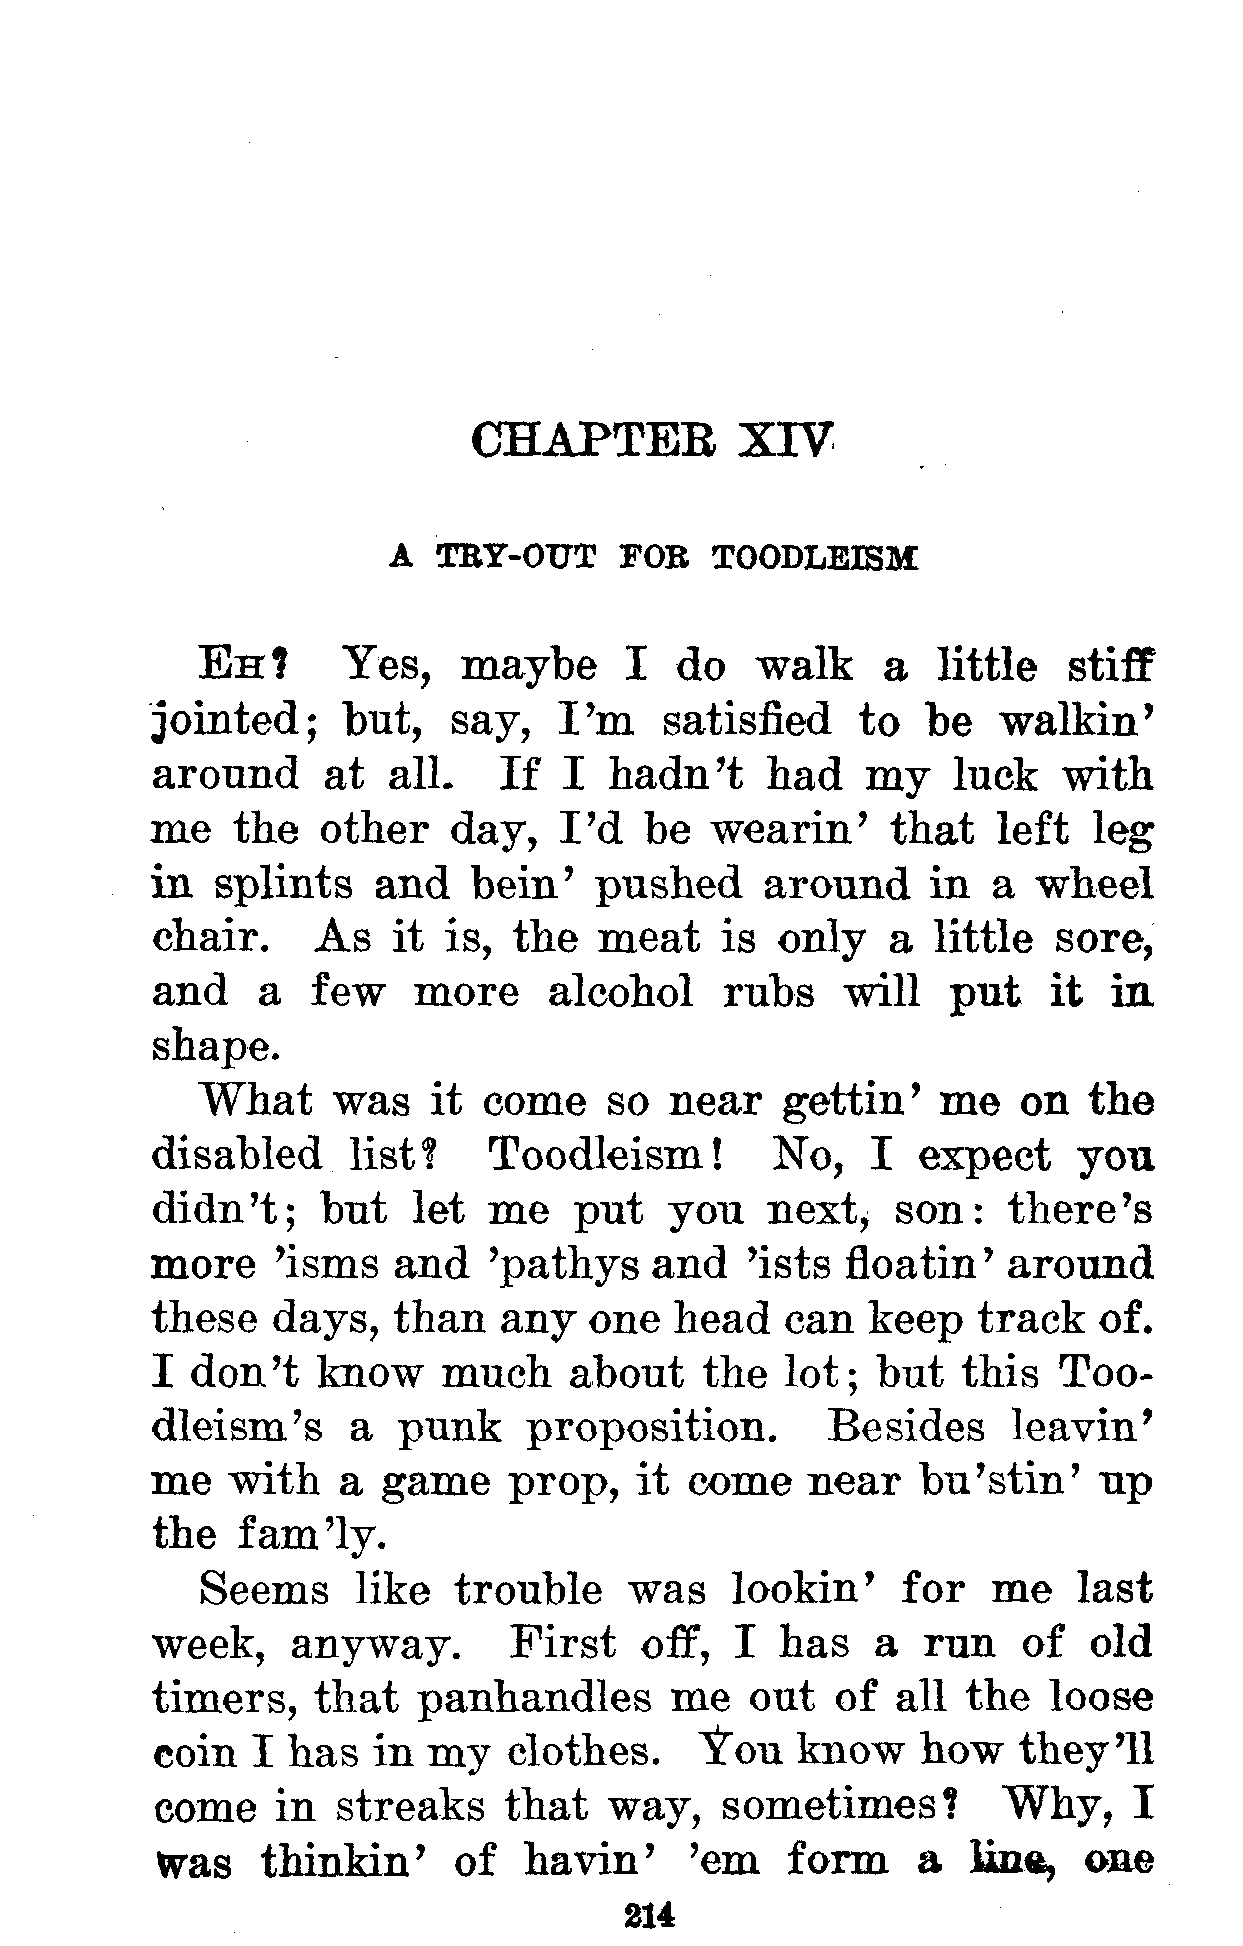 CHAPTER XIV
A TRY-OUT FOR TOODLEISM
EH? Yes, maybe I do walk a little stiff
jointed; but, say, I'm satisfied to be walkin'
around at all. If I hadn't had my luck with
me the other day, I'd be wearin' that left leg
in splints and bein' pushed around in a wheel
chair. As it is, the meat is only a little sore,
and a few more alcohol rubs will put it in
shape.
What was it come so near gettin' me on the
disabled list? Toodleism! No, I expect you
didn't; but let me put you next, son: there's
more 'isms and 'pathys and 'ists floatin' around
these days, than any one head can keep track of.
I don't know much about the lot; but this Too-
dleism's a punk proposition. Besides leavin'
me with a game prop, it come near bu'stin' up
the fam'ly.
Seems like trouble was lookin' for me last
week, anyway. First off, I has a run of old
timers, that panhandles me out of all the loose
coin I has in my clothes. You know how they'll
come in streaks that way, sometimes? Why, I
was thinkin' of havin' 'em form a line, one
214